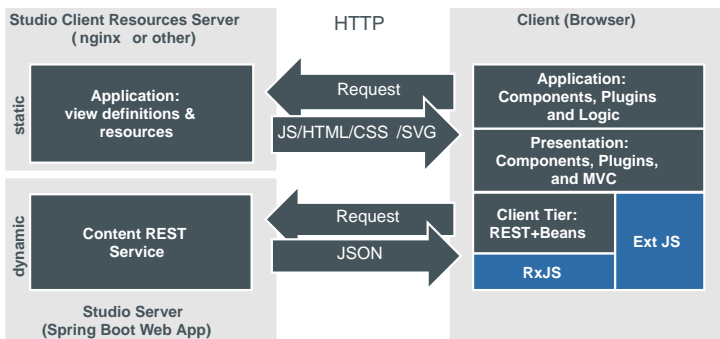 Studio Client Resources Server
(nginx or other)
HTTP
Client (Browser)
static
Application:
view definitions &
resources
Request
JS/HTML/CSS /SVG
Application:
Components, Plugins
and Logic
Presentation:
Components, Plugins,
and MVC
dynamic
Content REST
Service
Request
JSON
Client Tier:
REST+Beans
Ext JS
RxJS
Studio Server
(Spring Boot Web App)